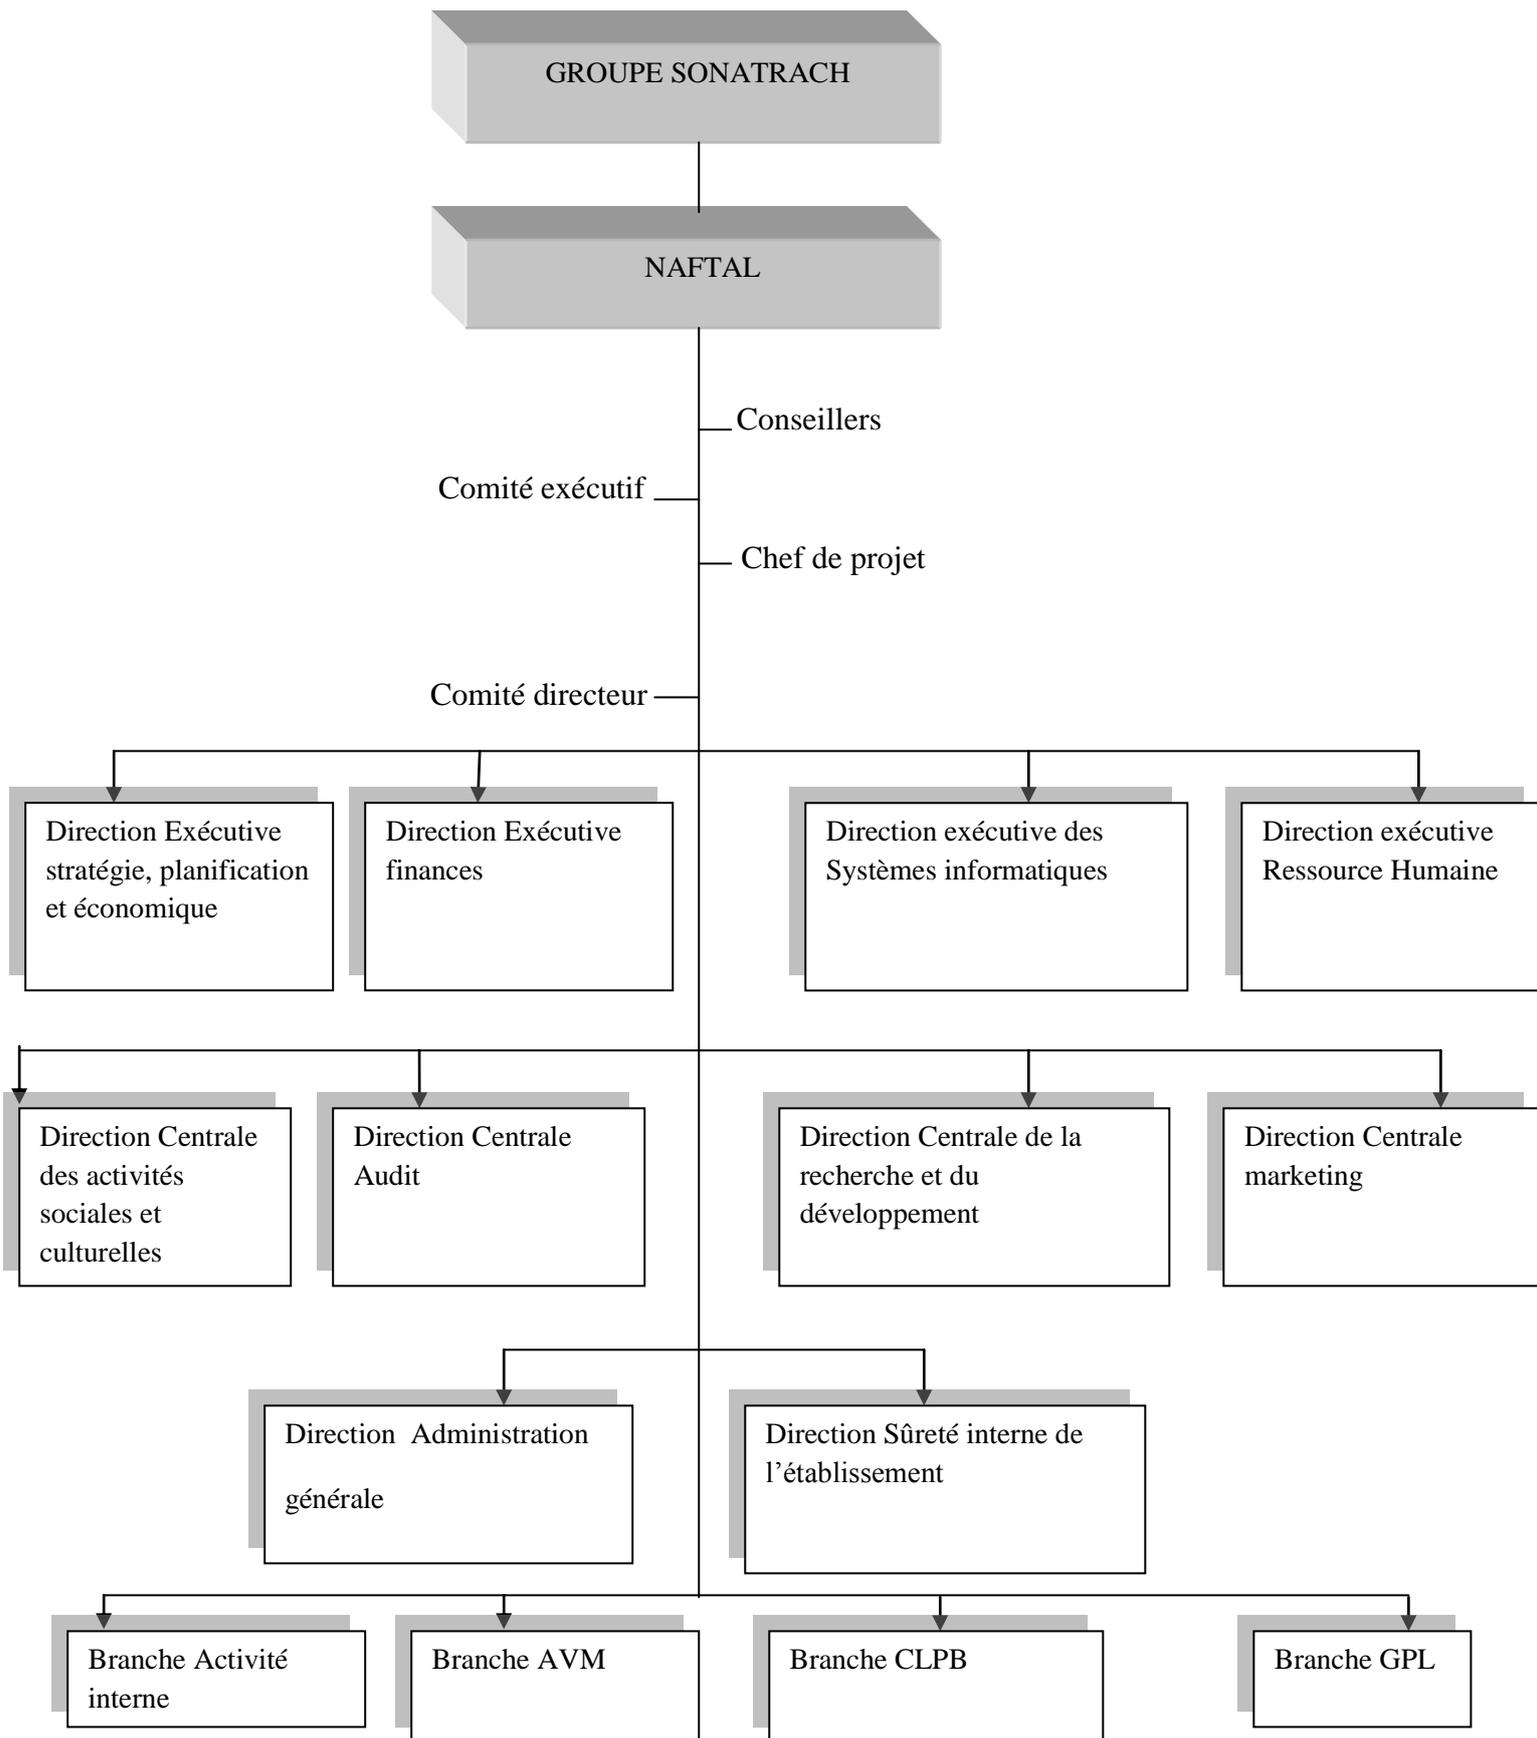 GROUPE SONATRACH
NAFTAL
Conseillers
Comité exécutif
Chef de projet
Comité directeur
Direction Exécutive
stratégie, planification
et économique
Direction Exécutive
finances
Direction exécutive des
Systèmes informatiques
Direction exécutive
Ressource Humaine
Direction Centrale
des activités
sociales et
culturelles
Direction Centrale
Audit
Direction Centrale de la
recherche et du
développement
Direction Centrale
marketing
Direction  Administration
générale
Direction Sûreté interne de
l’établissement
Branche Activité
interne
Branche AVM
Branche CLPB
Branche GPL